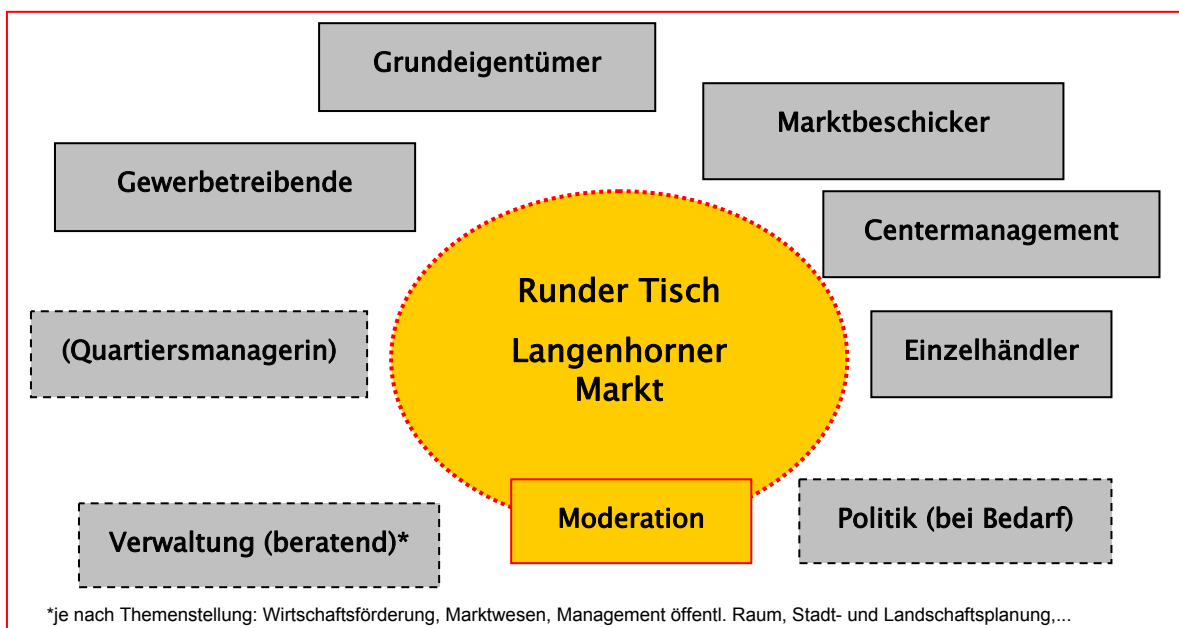 Grundeigentümer
Marktbeschicker
Gewerbetreibende
Centermanagement
Runder Tisch
Langenhorner
Markt
(Quartiersmanagerin)
Einzelhändler
Verwaltung (beratend)*
Moderation
Politik (bei Bedarf)
*je nach Themenstellung: Wirtschaftsförderung, Marktwesen, Management öffentl. Raum, Stadt- und Landschaftsplanung,...